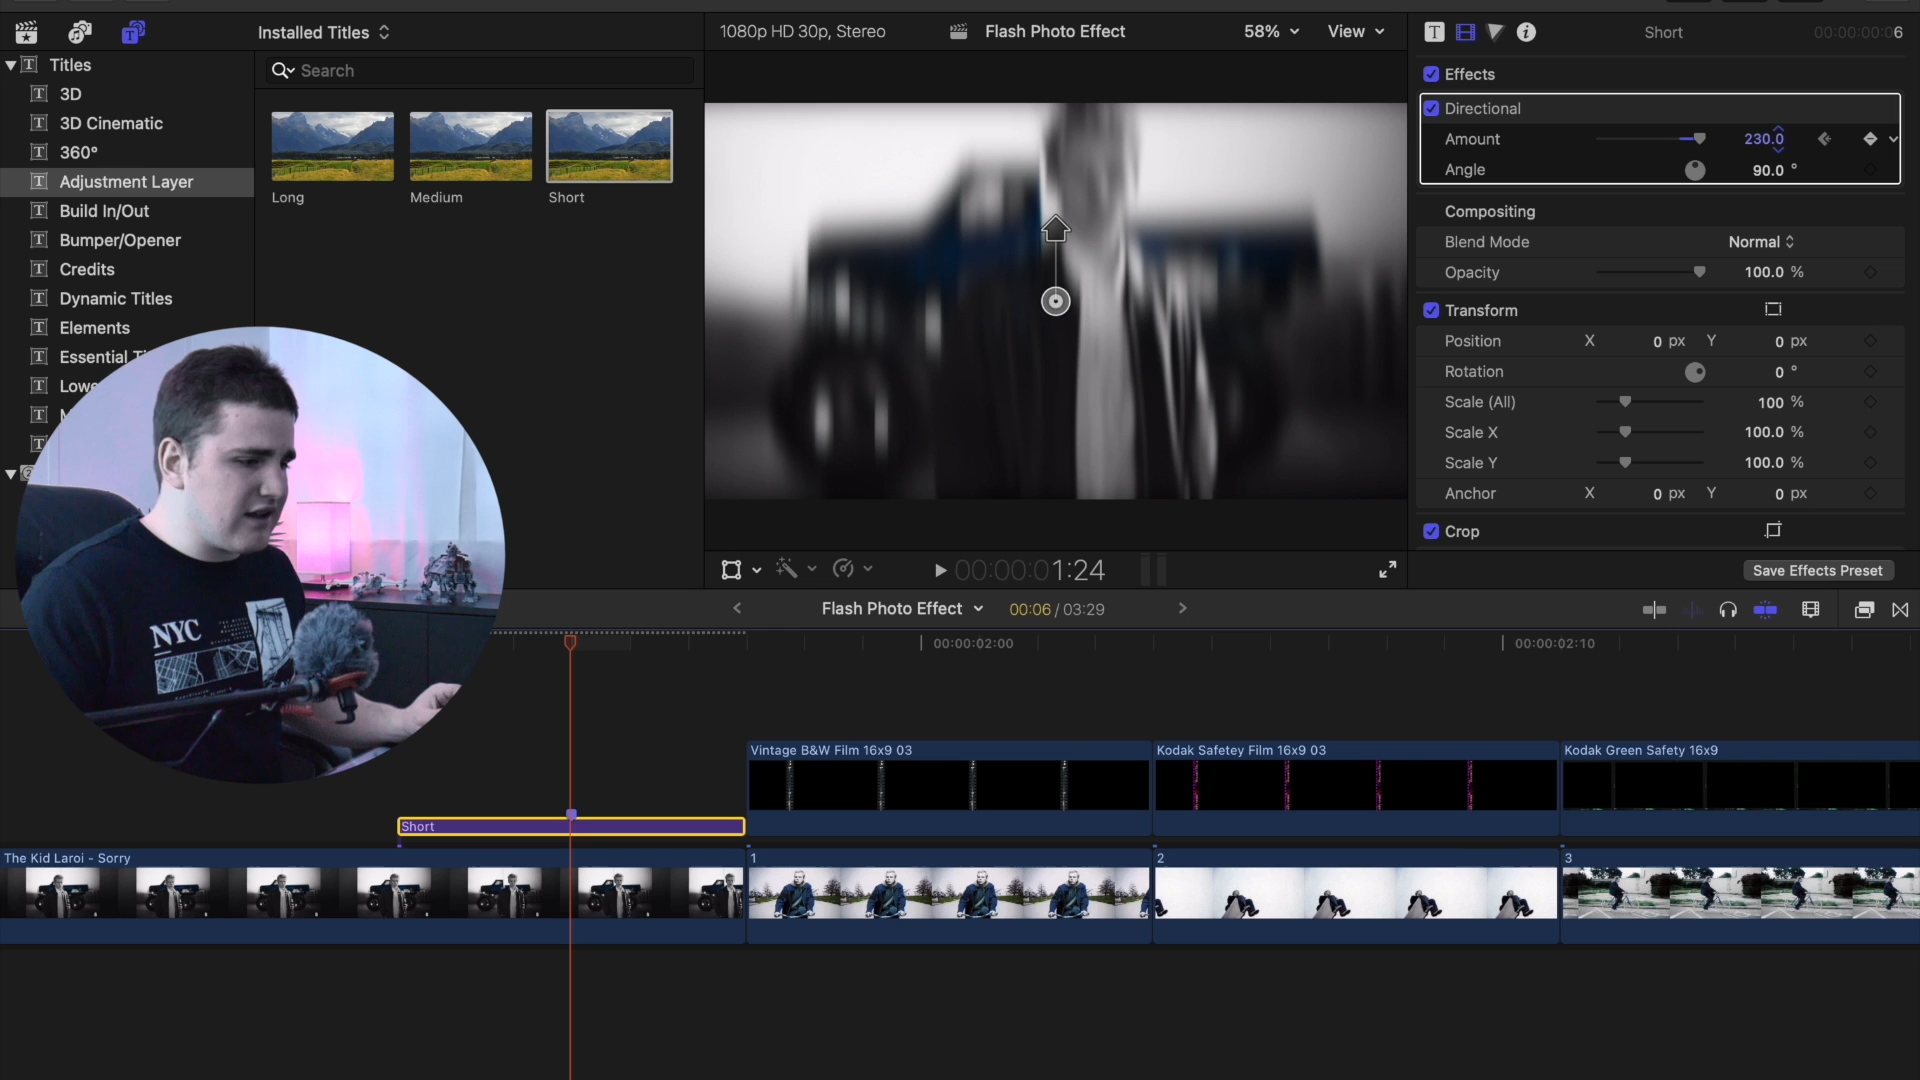 Installed Titles
1080p HD 30p, Stereo
Flash Photo Effect
58%
View
Short
00:00:00:06
Titles
3D
3D Cinematic
360°
Adjustment Layer
Build In/Out
Bumper/Opener
Credits
Dynamic Titles
Elements
Essential
Search
Long
Medium
Short
Effects
Directional
Amount 230.0
Angle 90.0 °
Compositing
Blend Mode Normal
Opacity 100.0 %
Transform
Position X 0 px Y 0 px
Rotation 0 °
Scale (All) 100 %
Scale X 100.0 %
Scale Y 100.0 %
Anchor X 0 px Y 0 px
Crop
Save Effects Preset
00:00:01:24
Flash Photo Effect
00:06 / 03:29
00:00:02:00
00:00:02:10
NYC
Vintage B&W Film 16x9 03
Kodak Safetey Film 16x9 03
Kodak Green Safety 16x9
Short
The Kid Laroi - Sorry
1
2
3